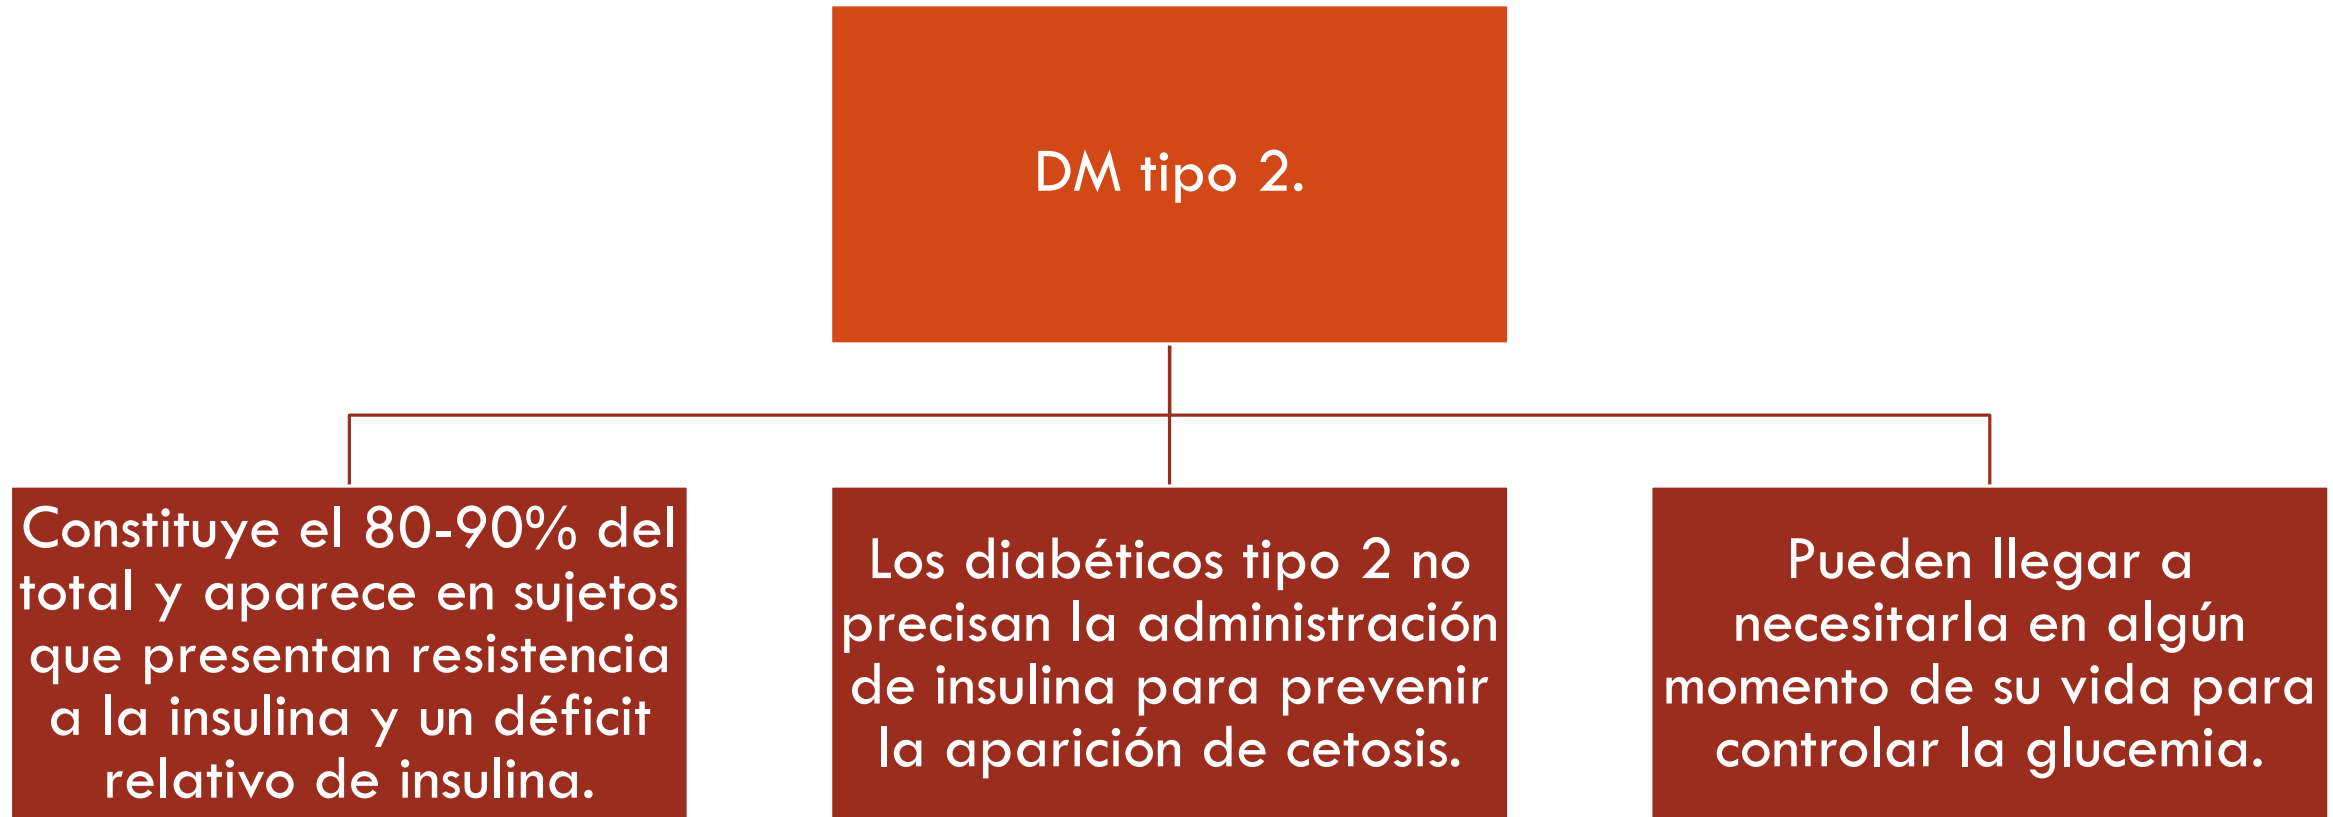 DM tipo 2.
Constituye el 80-90% del
total y aparece en sujetos
que presentan resistencia
a la insulina y un déficit
relativo de insulina.
Los diabéticos tipo 2 no
precisan la administración
de insulina para prevenir
la aparición de cetosis.
Pueden llegar a
necesitarla en algún
momento de su vida para
controlar la glucemia.